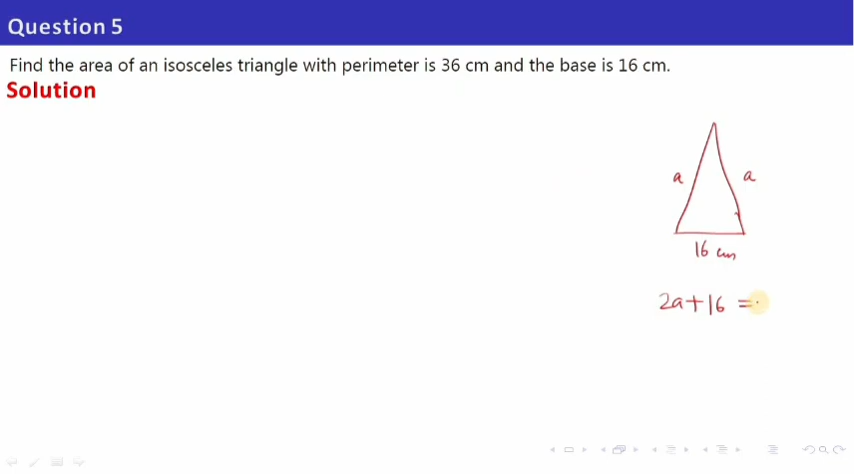 Question 5
Find the area of an isosceles triangle with perimeter is 36 cm and the base is 16 cm.
Solution
a a
16 cm
2a+16 =